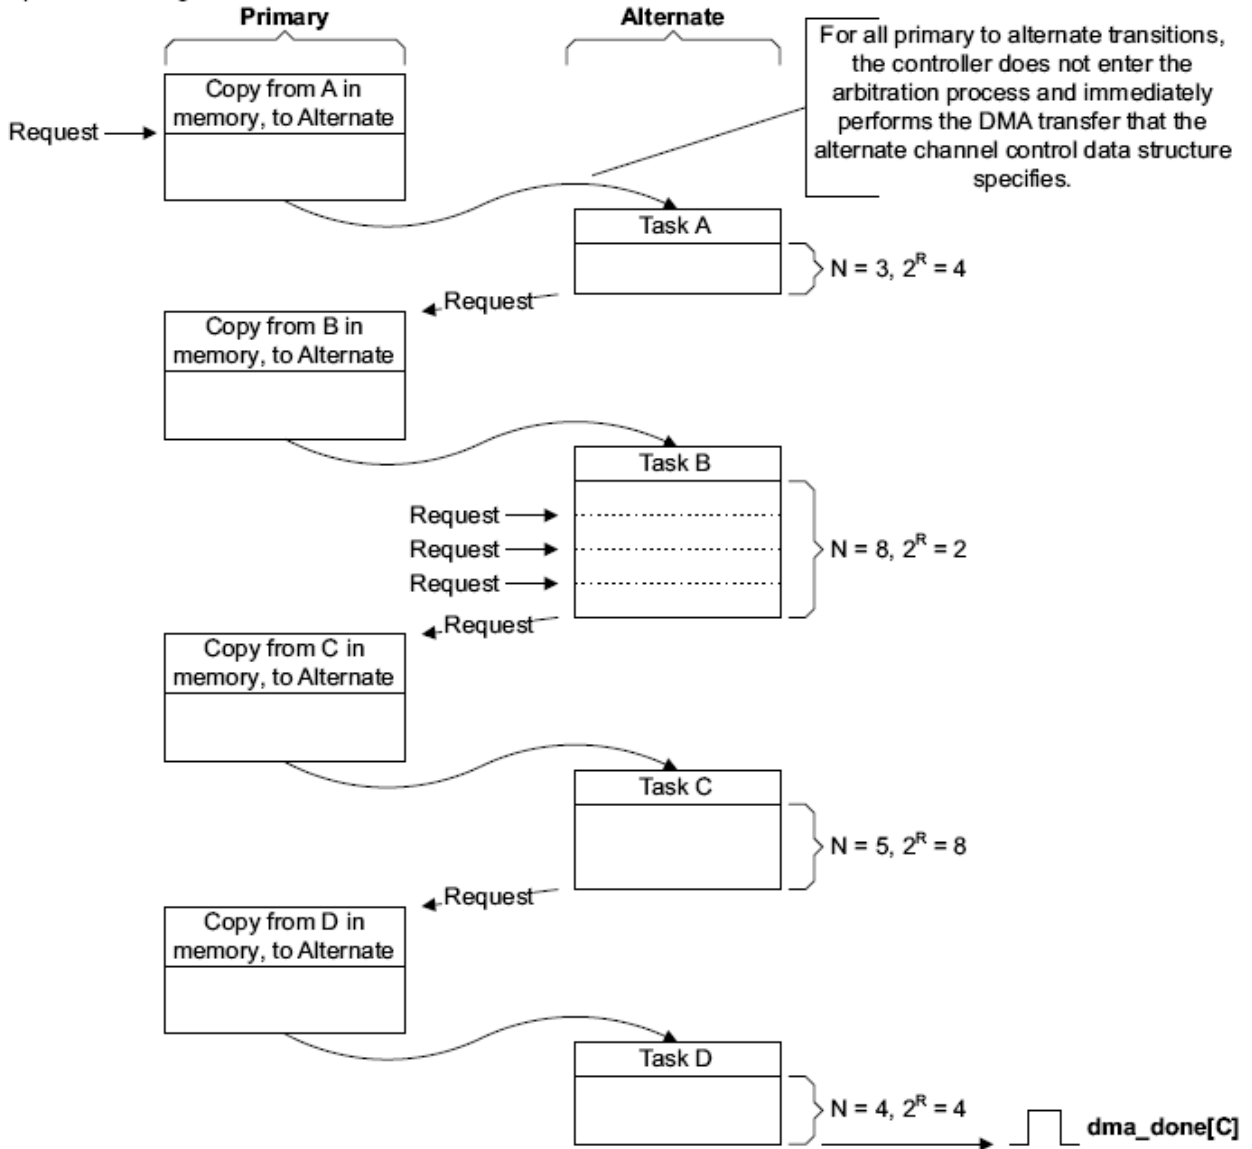 Primary
Alternate
For all primary to alternate transitions,
the controller does not enter the
arbitration process and immediately
performs the DMA transfer that the
alternate channel control data structure
specifies.
Copy from A in
memory, to Alternate
Request
Task A
N = 3, 2^R = 4
Request
Copy from B in
memory, to Alternate
Task B
Request
Request
Request
N = 8, 2^R = 2
Request
Copy from C in
memory, to Alternate
Task C
N = 5, 2^R = 8
Request
Copy from D in
memory, to Alternate
Task D
N = 4, 2^R = 4
dma_done[C]